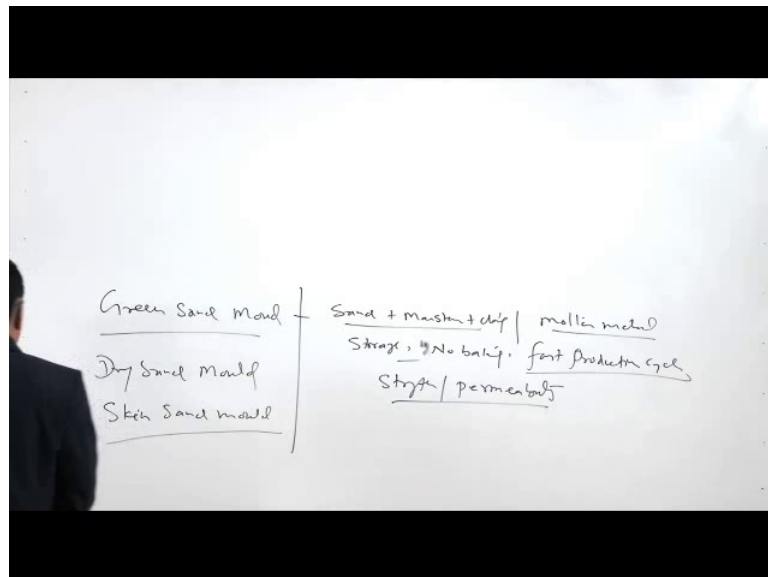 Green Sand Mould - Sand + Moisture + clay | molten metal
Storage, No baking, fast production cycle
Dry Sand Mould
Strength / permeability
Skin Sand mould